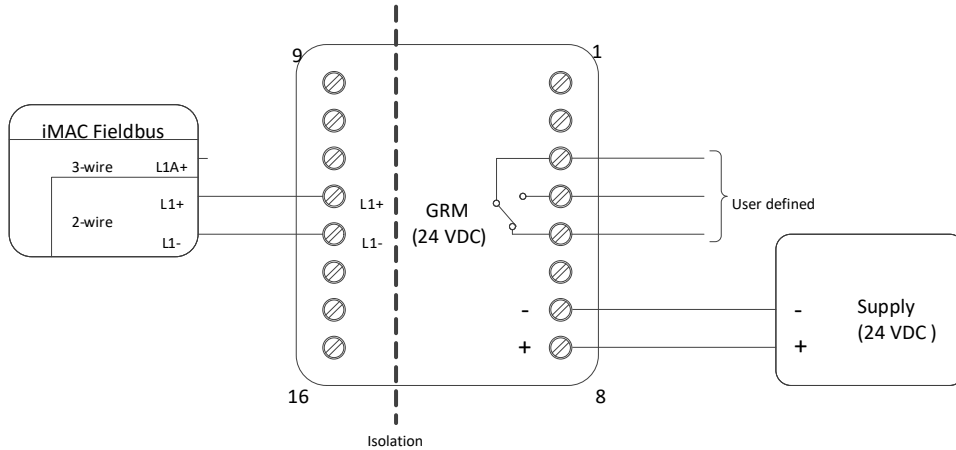 9
1
iMAC Fieldbus
3-wire
L1A+
L1+
2-wire
L1-
L1+
L1-
GRM
(24 VDC)
User defined
-
+
-
+
Supply
(24 VDC )
16
8
Isolation